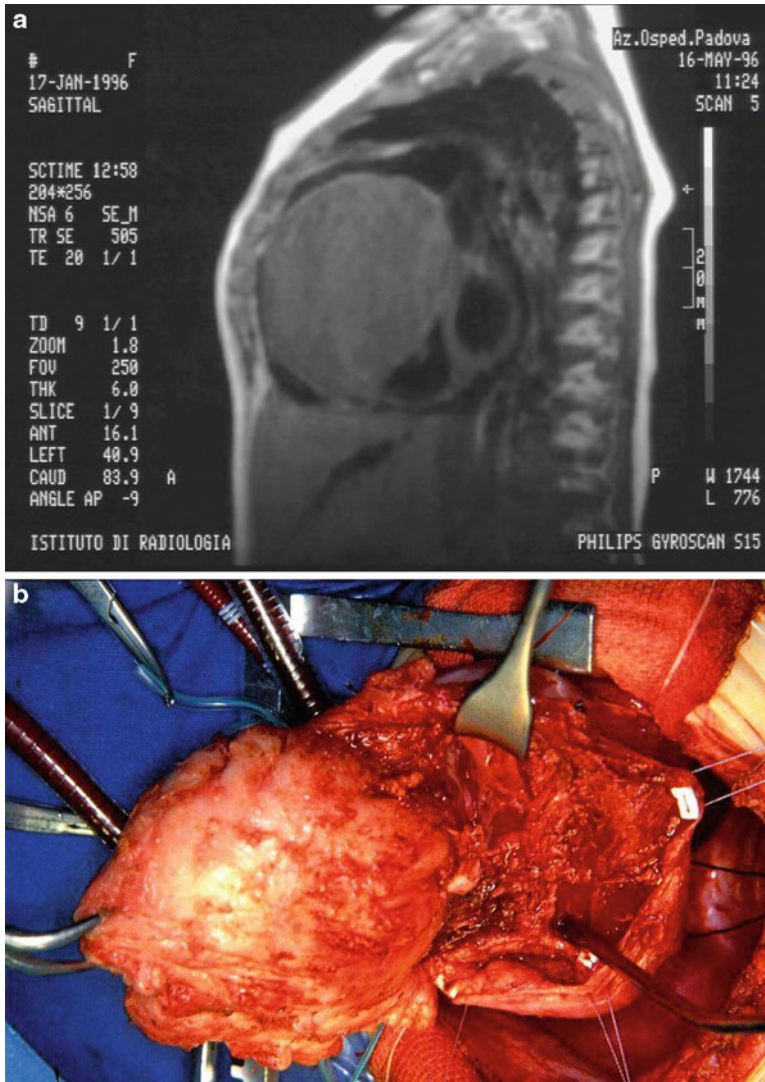 a
# F
17-JAN-1996
SAGITTAL
Az.Osped.Padova
16-MAY-96
11:24
SCAN 5
SCTIME 12:58
204*256
NSA 6 SE_M
TR SE 505
TE 20 1/ 1
TD 9 1/ 1
ZOOM 1.8
FOV 250
THK 6.0
SLICE 1/ 9
ANT 16.1
LEFT 40.9
CAUD 83.9
ANGLE AP -9
A
20MM
P
W 1744
L 776
ISTITUTO DI RADIOLOGIA
PHILIPS GYROSCAN S15
b